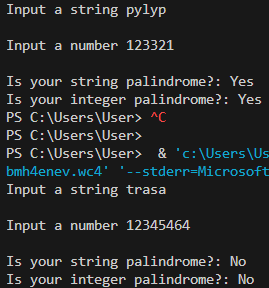 Input a string pylyp
Input a number 123321
Is your string palindrome?: Yes
Is your integer palindrome?: Yes
PS C:\Users\User> ^C
PS C:\Users\User>
PS C:\Users\User>  & 'c:\Users\Us
bmh4enev.wc4' '--stderr=Microsoft
Input a string trasa
Input a number 12345464
Is your string palindrome?: No
Is your integer palindrome?: No